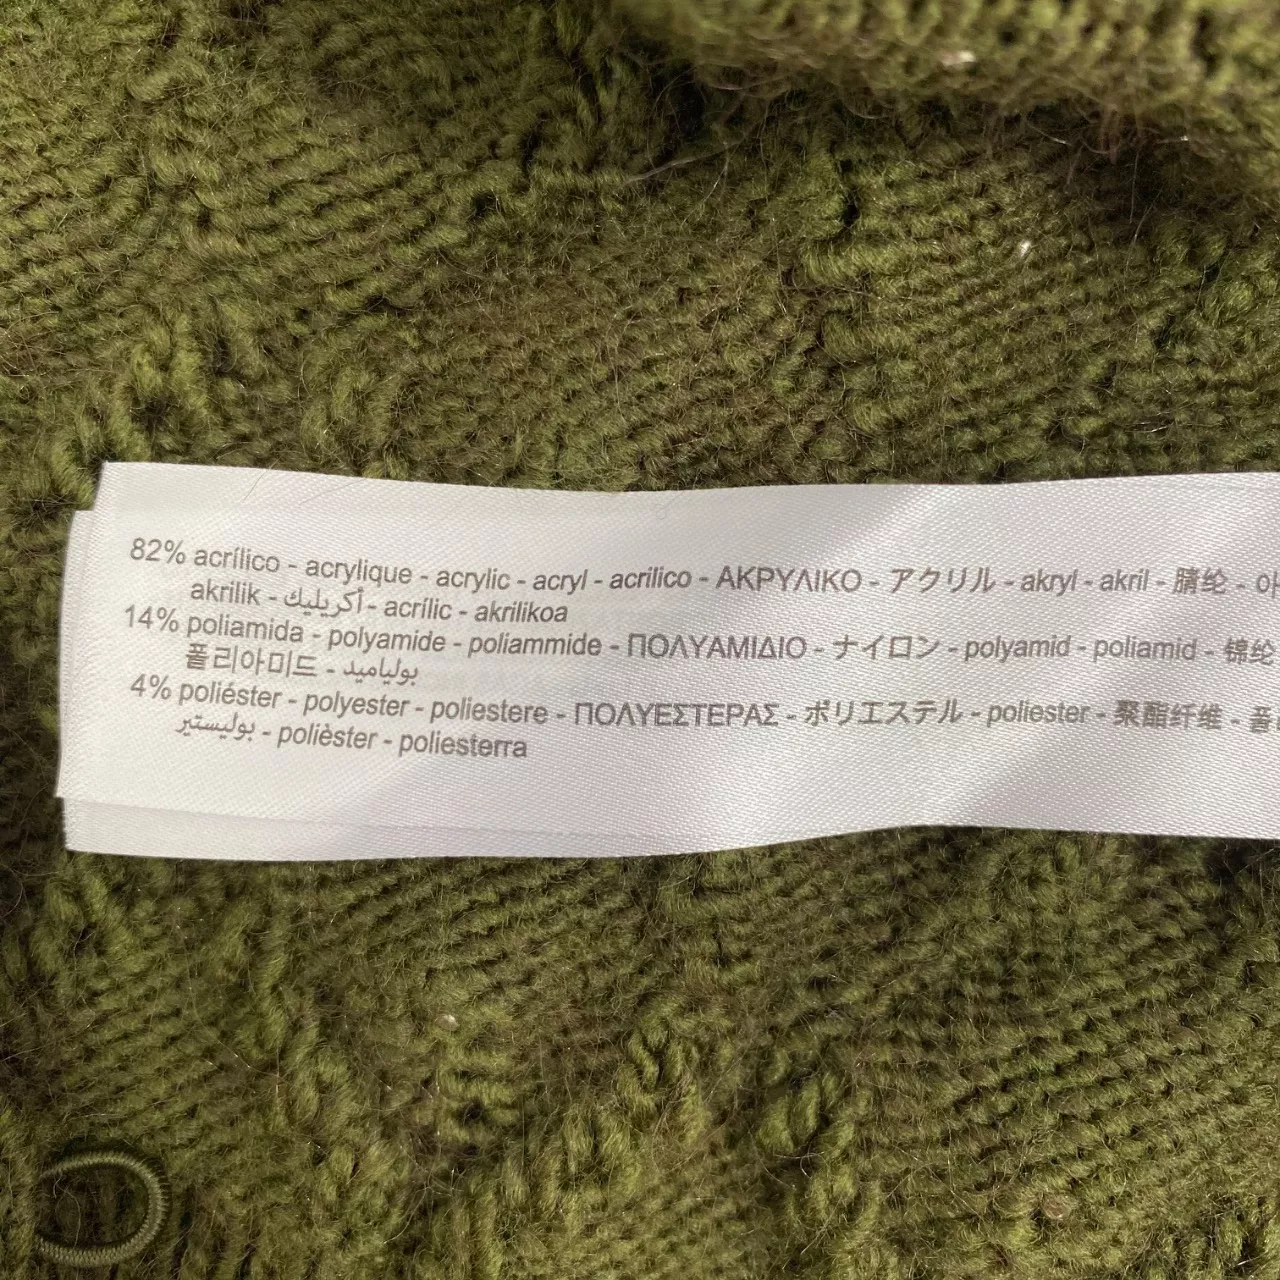 82% acrílico - acrylique - acrylic - acryl - acrilico - ΑΚΡΥΛΙΚΟ - アクリル - akryl - akril - 腈纶 -
akrilik - أكريليك - acrílic - akrilikoa
14% poliamida - polyamide - poliammide - ΠΟΛΥΑΜΙΔΙΟ - ナイロン - polyamid - poliamid - 锦纶
폴리아미드 - بولياميد
4% poliéster - polyester - poliestere - ΠΟΛΥΕΣΤΕΡΑΣ - ポリエステル - poliester - 聚酯纤维 -
بوليستير - polièster - poliesterra